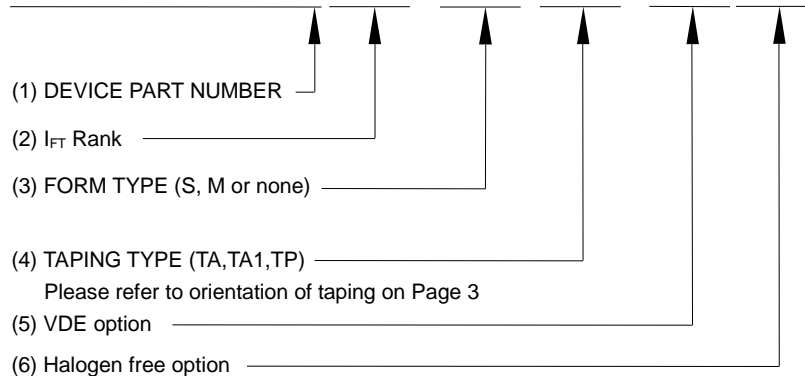 (1) DEVICE PART NUMBER
(2) IFT Rank
(3) FORM TYPE (S, M or none)
(4) TAPING TYPE (TA,TA1,TP)
Please refer to orientation of taping on Page 3
(5) VDE option
(6) Halogen free option